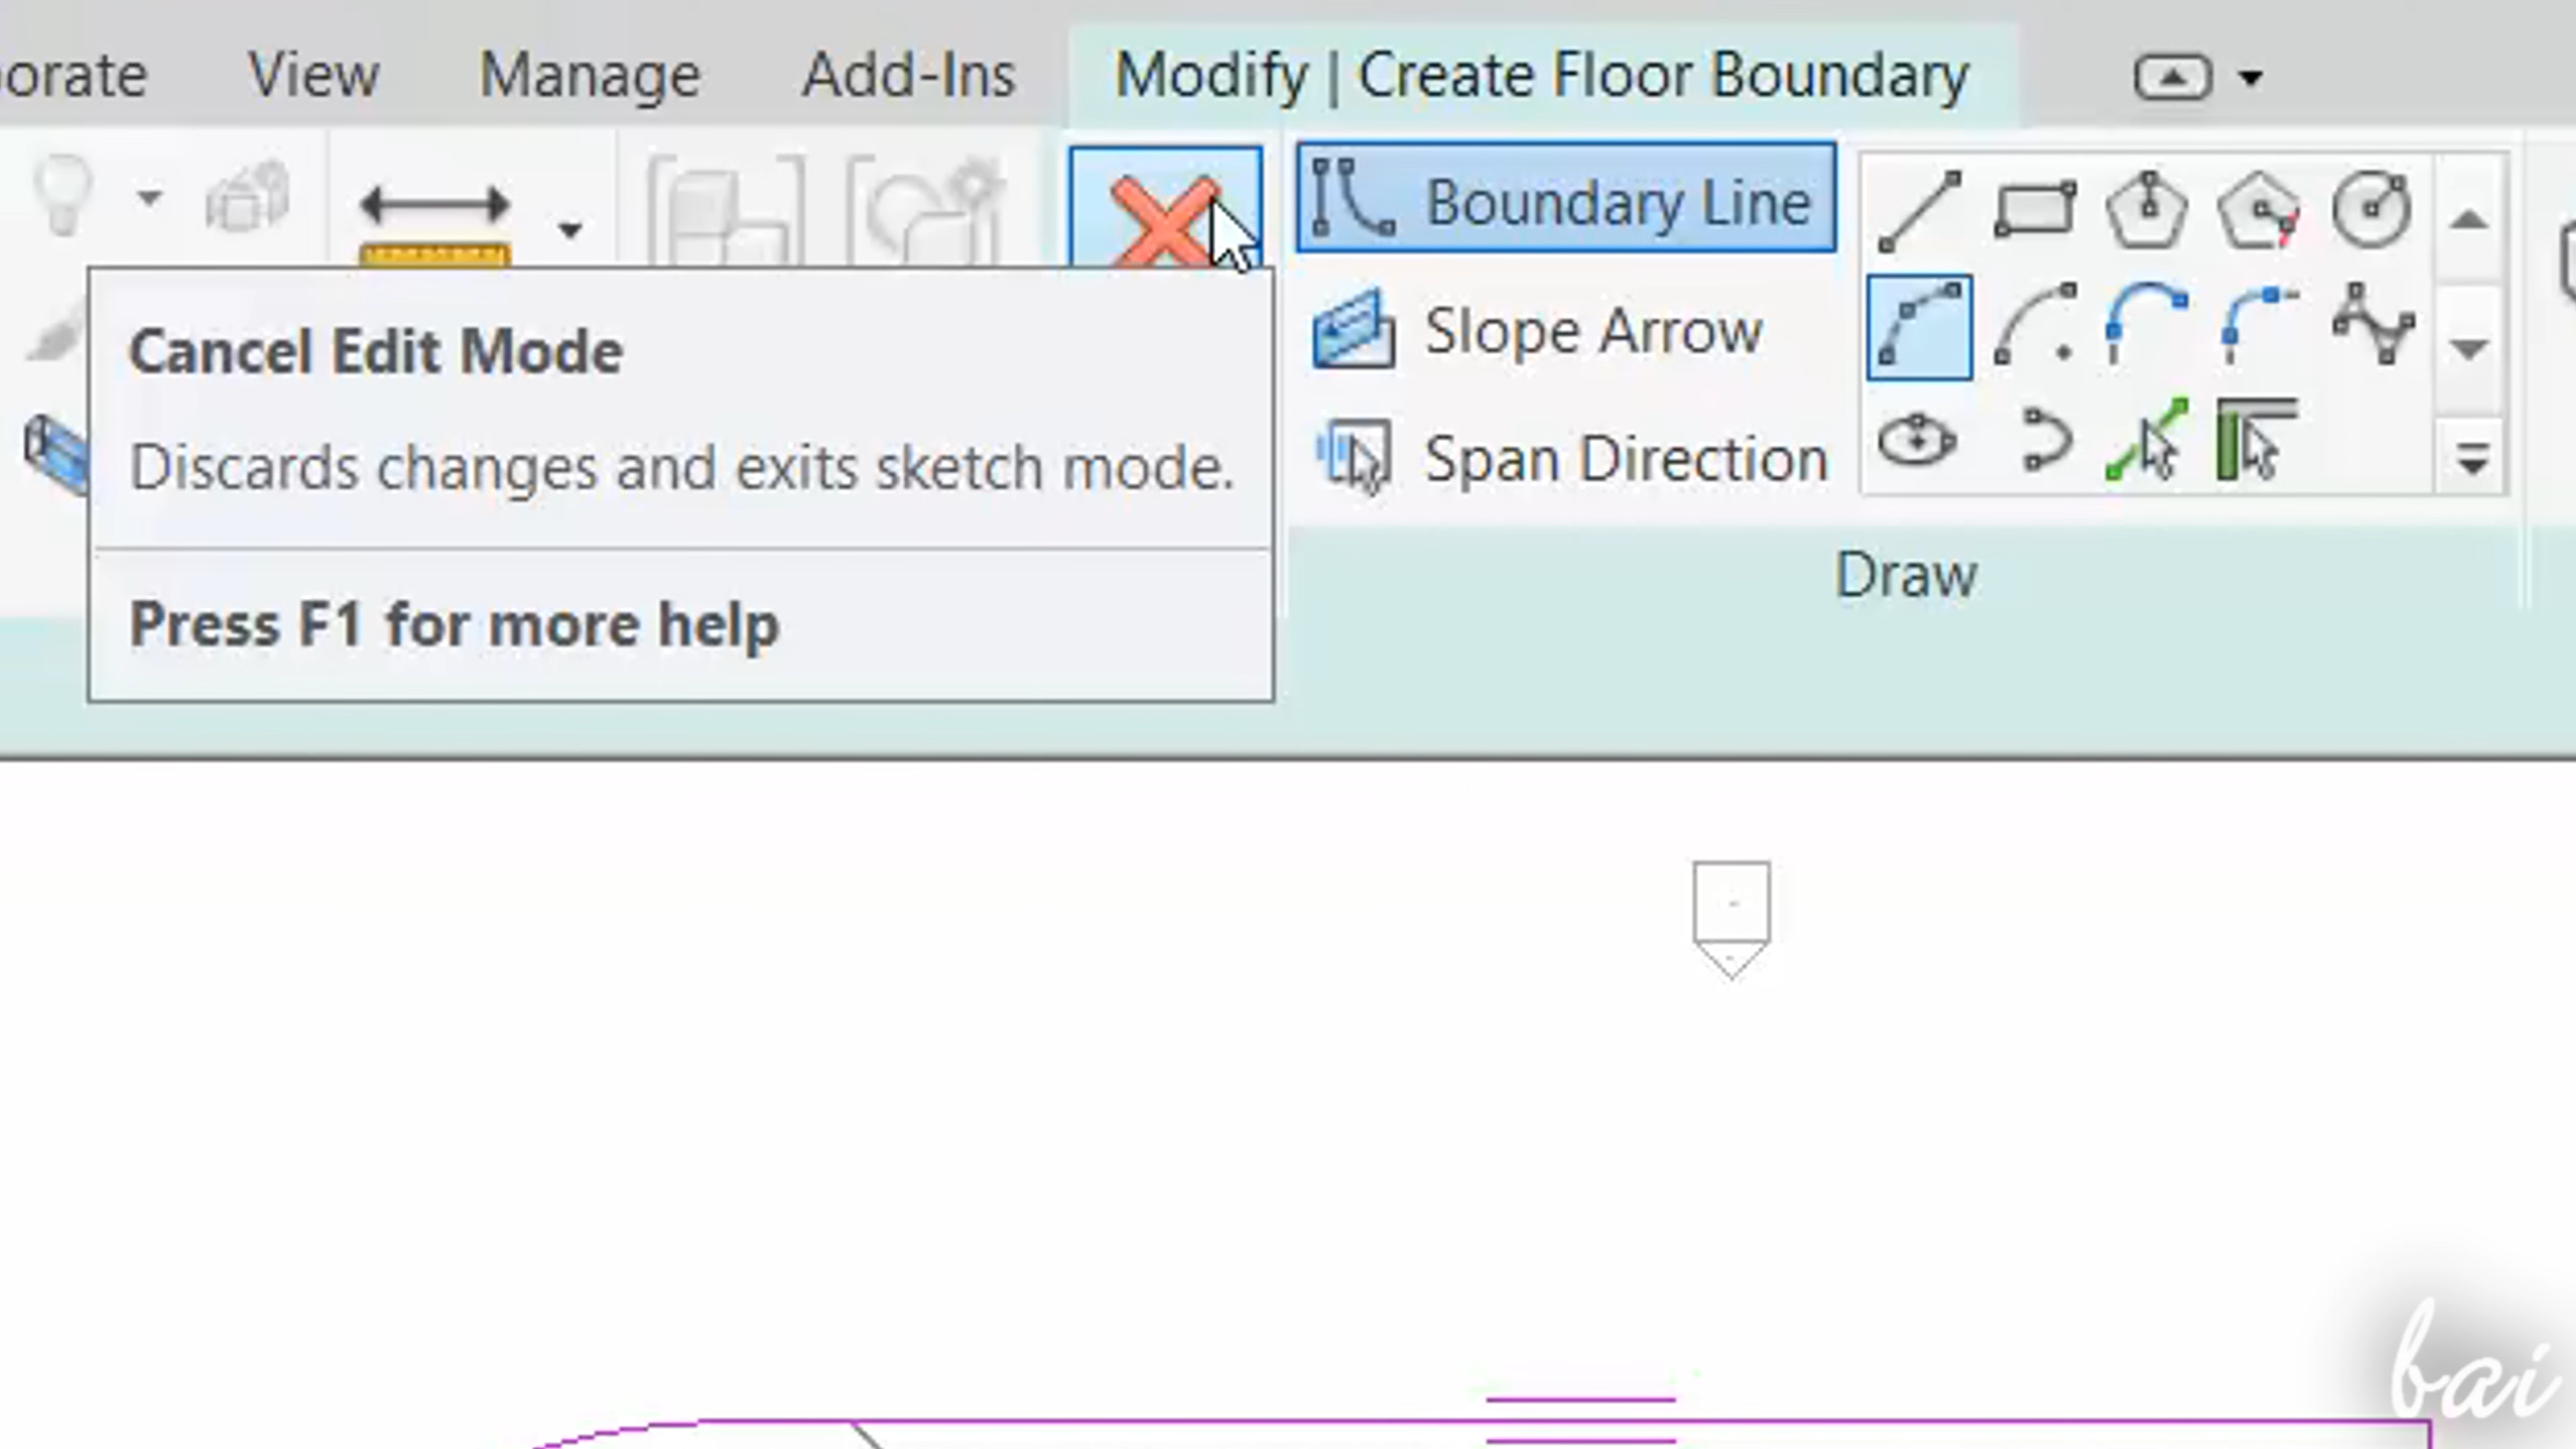 orate View Manage Add-Ins Modify | Create Floor Boundary
Boundary Line
Slope Arrow
Span Direction
Draw
Cancel Edit Mode
Discards changes and exits sketch mode.
Press F1 for more help
bai